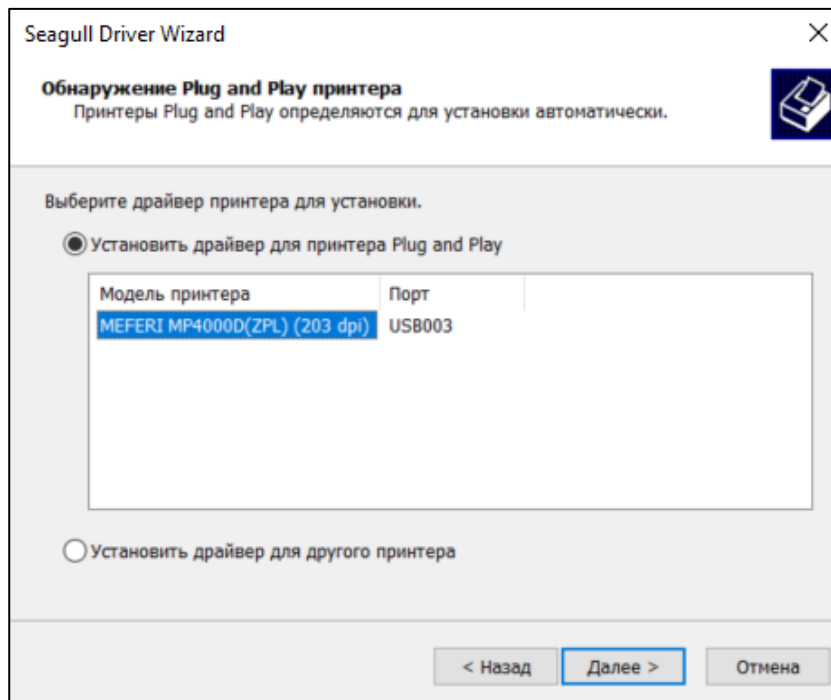 Seagull Driver Wizard
Обнаружение Plug and Play принтера
Принтеры Plug and Play определяются для установки автоматически.
Выберите драйвер принтера для установки.
Установить драйвер для принтера Plug and Play
Модель принтера Порт
MEFERI MP4000D(ZPL) (203 dpi) USB003
Установить драйвер для другого принтера
< Назад Далее > Отмена